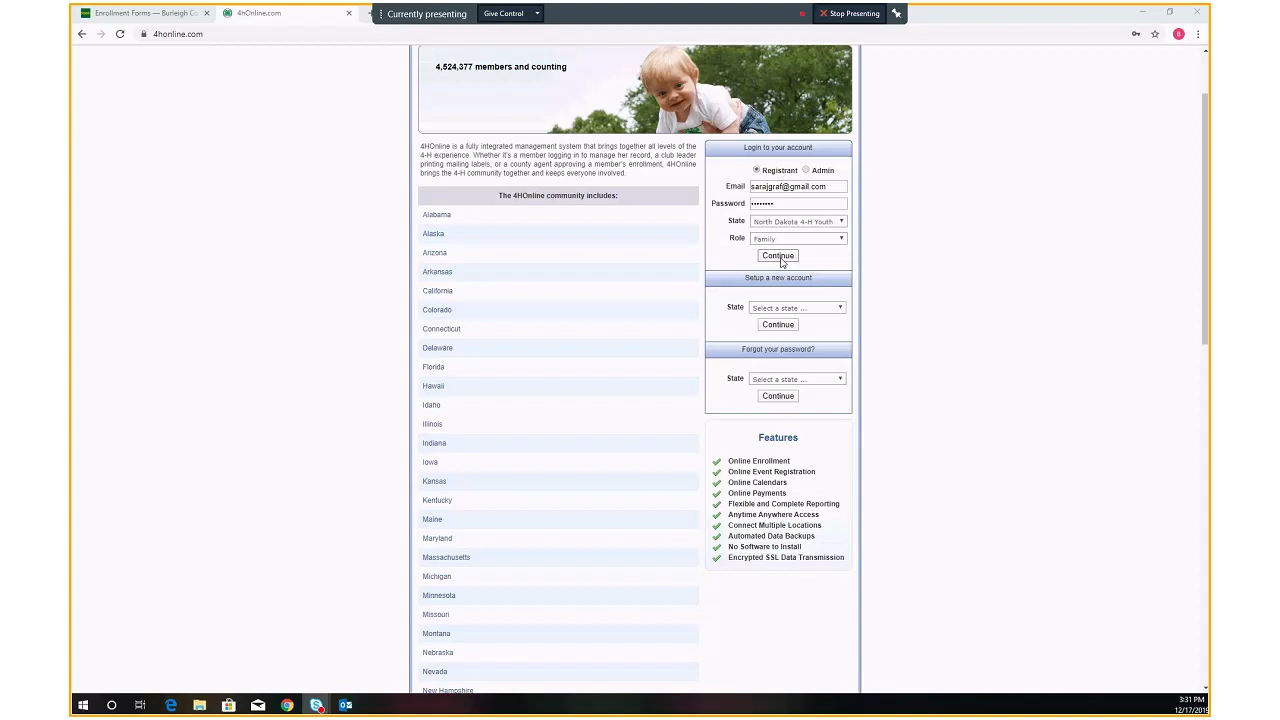 Enrollment Forms — Burleigh Co
4hOnline.com
Currently presenting
Give Control
Stop Presenting
4honline.com
B
4,524,377 members and counting
4HOnline is a fully integrated management system that brings together all levels of the
4-H experience. Whether it's a member logging in to manage her record, a club leader
printing mailing labels, or a county agent approving a member's enrollment, 4HOnline
brings the 4-H community together and keeps everyone involved.
The 4HOnline community includes:
Alabama
Alaska
Arizona
Arkansas
California
Colorado
Connecticut
Delaware
Florida
Hawaii
Idaho
Illinois
Indiana
Iowa
Kansas
Kentucky
Maine
Maryland
Massachusetts
Michigan
Minnesota
Missouri
Montana
Nebraska
Nevada
New Hampshire
Login to your account
Registrant Admin
Email sarajgraf@gmail.com
Password ••••••••
State North Dakota 4-H Youth
Role Family
Continue
Setup a new account
State Select a state ...
Continue
Forgot your password?
State Select a state ...
Continue
Features
Online Enrollment
Online Event Registration
Online Calendars
Online Payments
Flexible and Complete Reporting
Anytime Anywhere Access
Connect Multiple Locations
Automated Data Backups
No Software to Install
Encrypted SSL Data Transmission
3:31 PM
12/17/2019